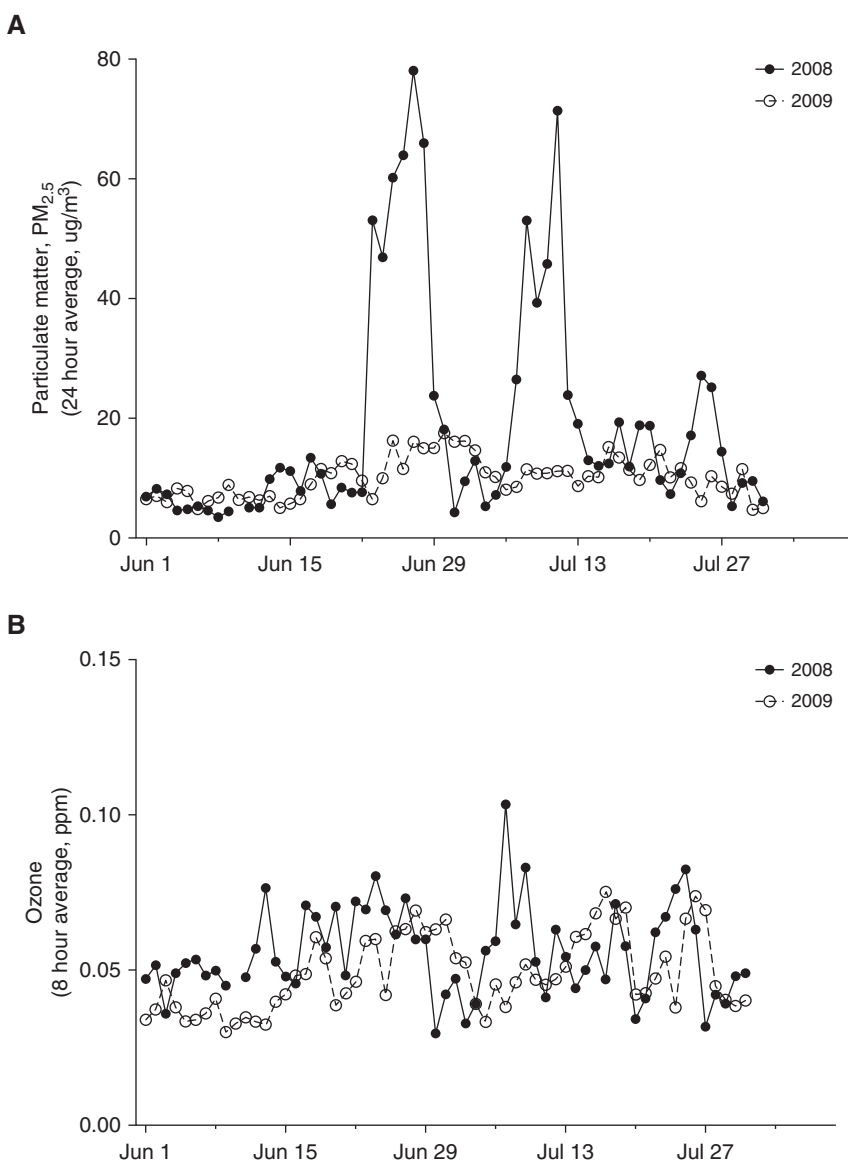 A
80
60
40
20
0
Particulate matter, PM2.5
(24 hour average, ug/m3)
2008
2009
Jun 1
Jun 15
Jun 29
Jul 13
Jul 27
B
0.15
0.10
0.05
0.00
Ozone
(8 hour average, ppm)
2008
2009
Jun 1
Jun 15
Jun 29
Jul 13
Jul 27